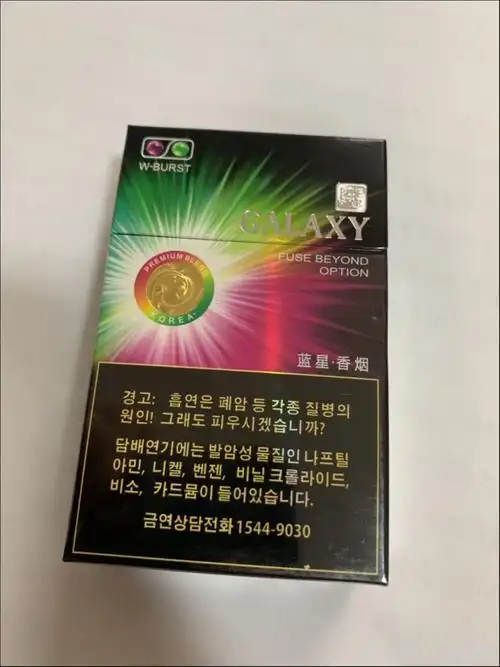 W-BURST
GALAXY
FUSE BEYOND
OPTION
PREMIUM BLEND
KOREA
蓝星·香烟
경고: 흡연은 폐암 등 각종 질병의
원인! 그래도 피우시겠습니까?
담배연기에는 발암성 물질인 나프틸
아민, 니켈, 벤젠, 비닐 크롤라이드,
비소, 카드뮴이 들어있습니다.
금연상담전화 1544-9030